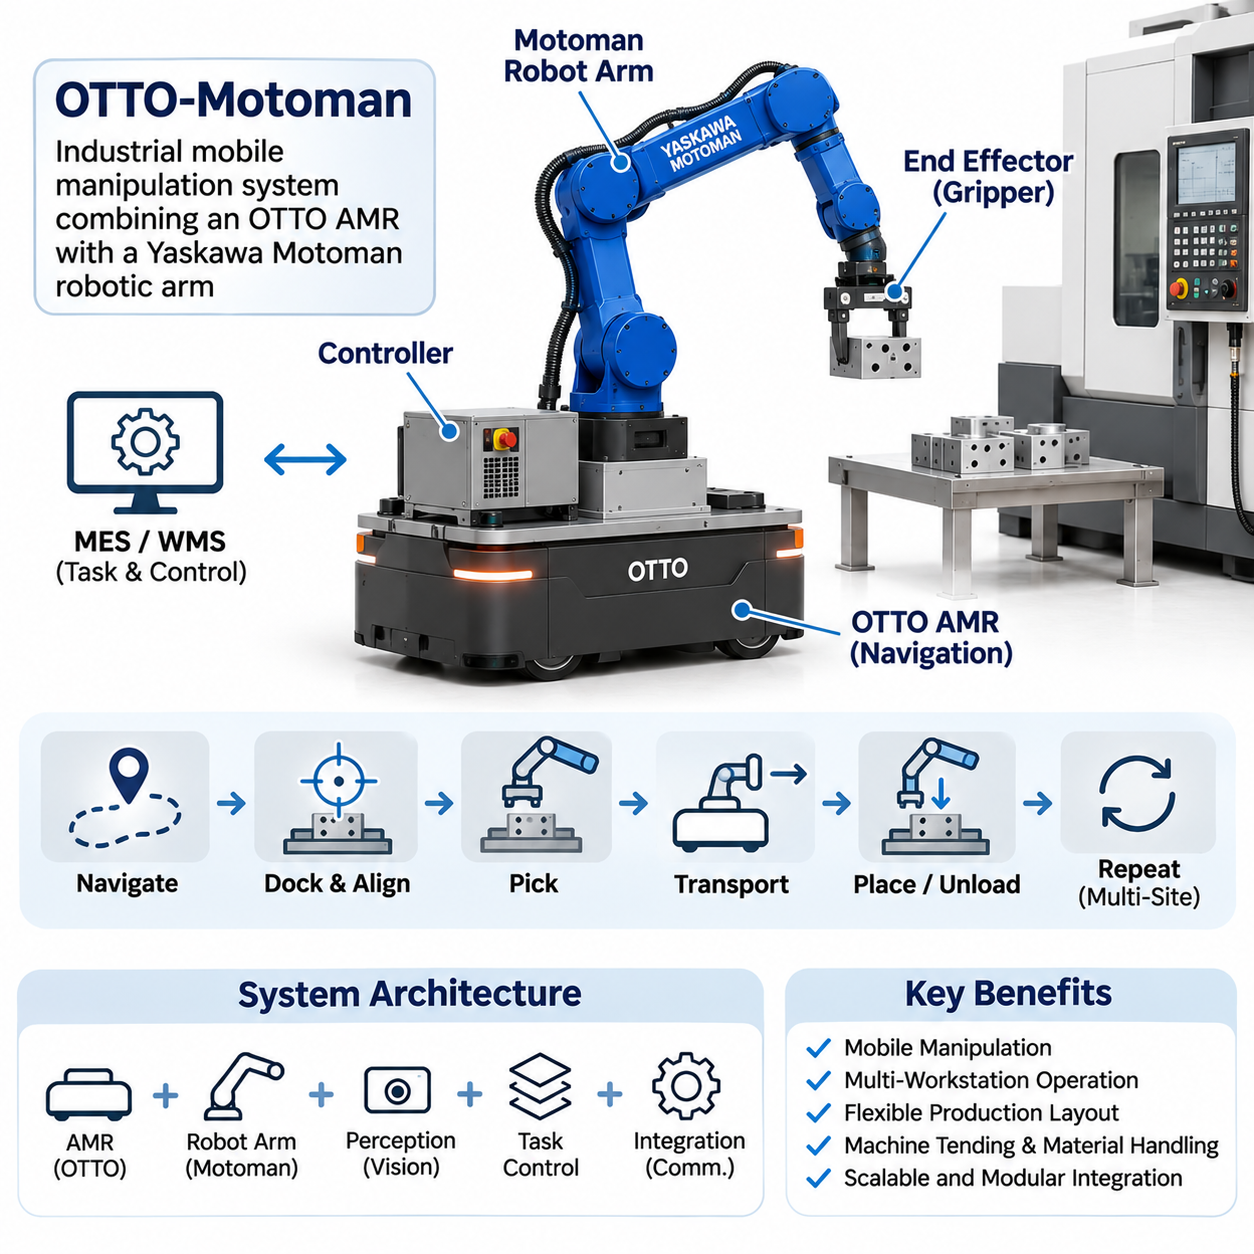 OTTO-Motoman
Industrial mobile
manipulation system
combining an OTTO AMR
with a Yaskawa Motoman
robotic arm
Motoman
Robot Arm
YASKAWA
MOTOMAN
End Effector
(Gripper)
Controller
MES / WMS
(Task & Control)
OTTO
OTTO AMR
(Navigation)
Navigate
Dock & Align
Pick
Transport
Place / Unload
Repeat
(Multi-Site)
System Architecture
AMR
(OTTO)
Robot Arm
(Motoman)
Perception
(Vision)
Task
Control
Integration
(Comm.)
Key Benefits
Mobile Manipulation
Multi-Workstation Operation
Flexible Production Layout
Machine Tending & Material Handling
Scalable and Modular Integration